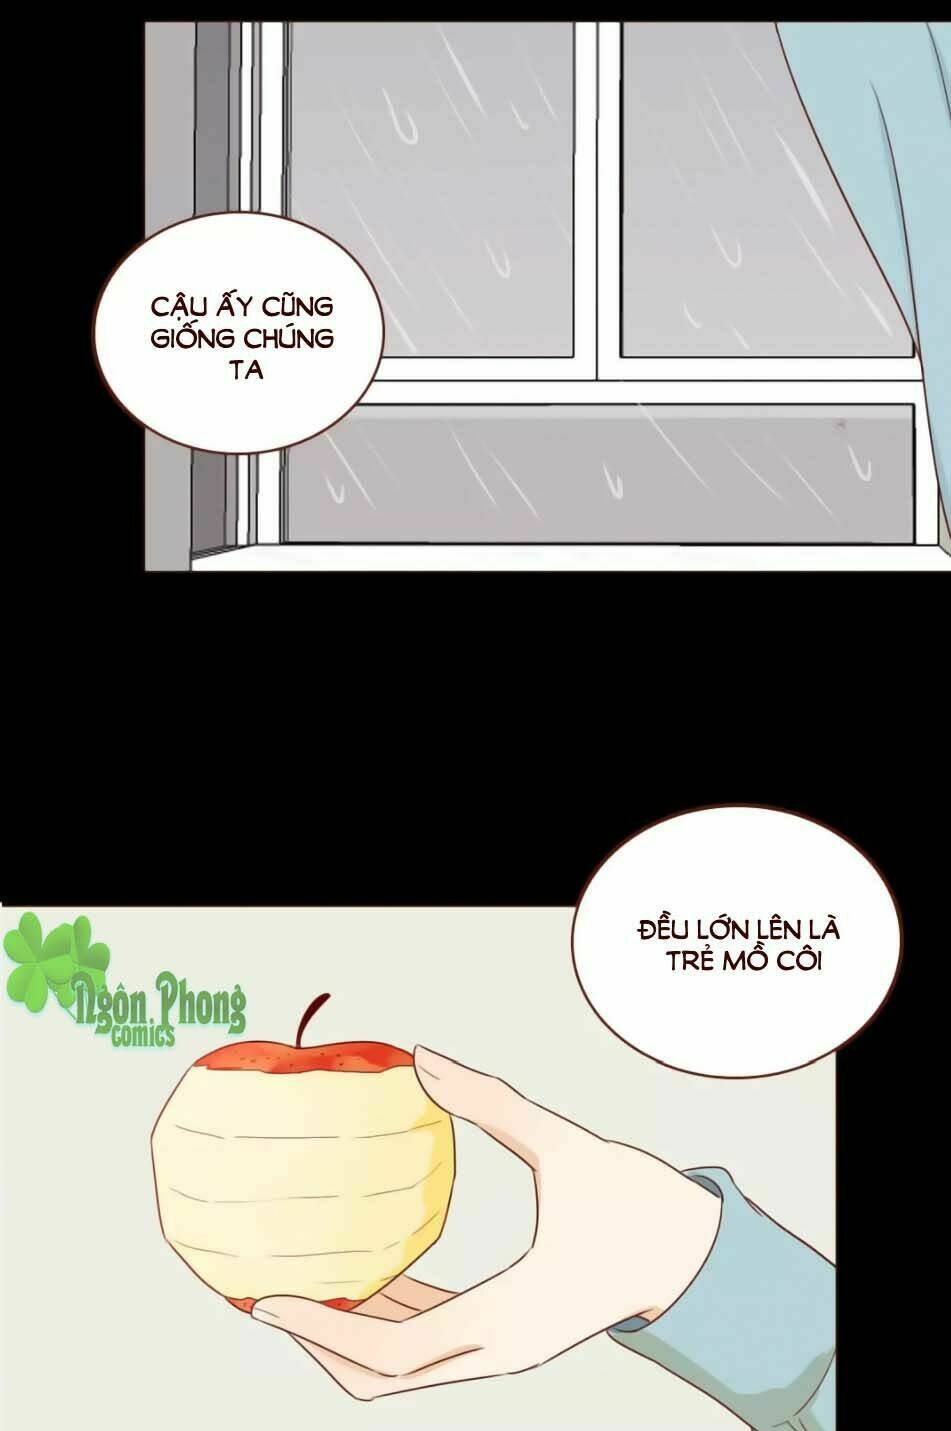 CẬU ẤY CŨNG
GIỐNG CHÚNG
TA
ĐỀU LỚN LÊN LÀ
TRẺ MỒ CÔI
Ngôn Phong
comics